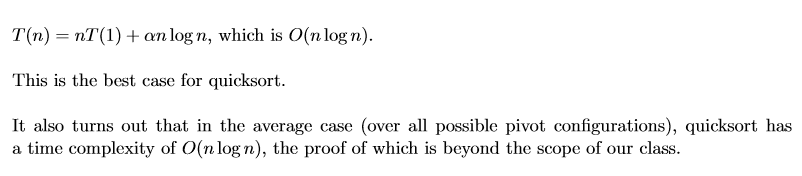 T(n) = nT(1) + αn log n, which is O(n log n).
This is the best case for quicksort.
It also turns out that in the average case (over all possible pivot configurations), quicksort has
a time complexity of O(n log n), the proof of which is beyond the scope of our class.